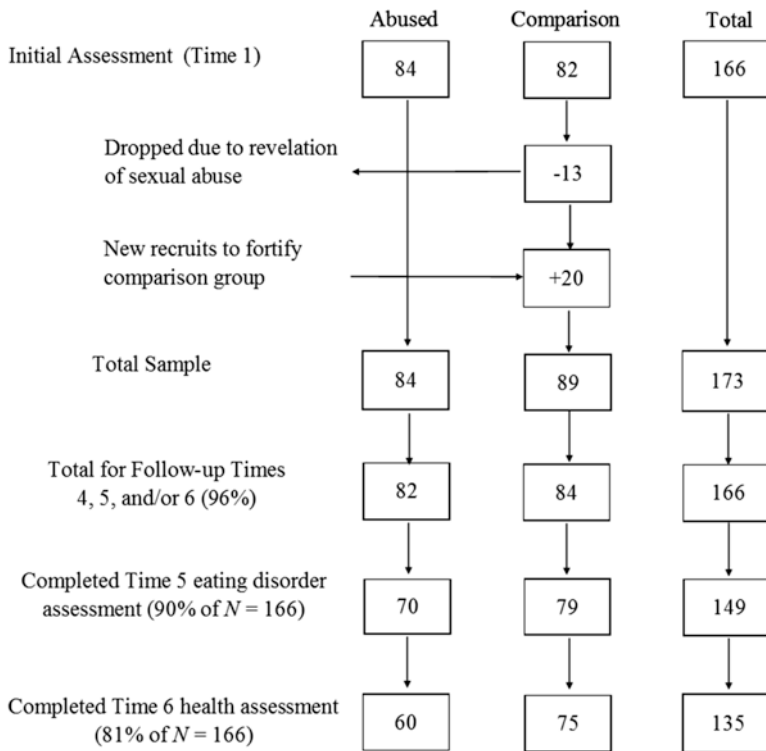 Abused Comparison Total
Initial Assessment (Time 1)
84 82 166
Dropped due to revelation
of sexual abuse
-13
New recruits to fortify
comparison group
+20
Total Sample
84 89 173
Total for Follow-up Times
4, 5, and/or 6 (96%)
82 84 166
Completed Time 5 eating disorder
assessment (90% of N = 166)
70 79 149
Completed Time 6 health assessment
(81% of N = 166)
60 75 135